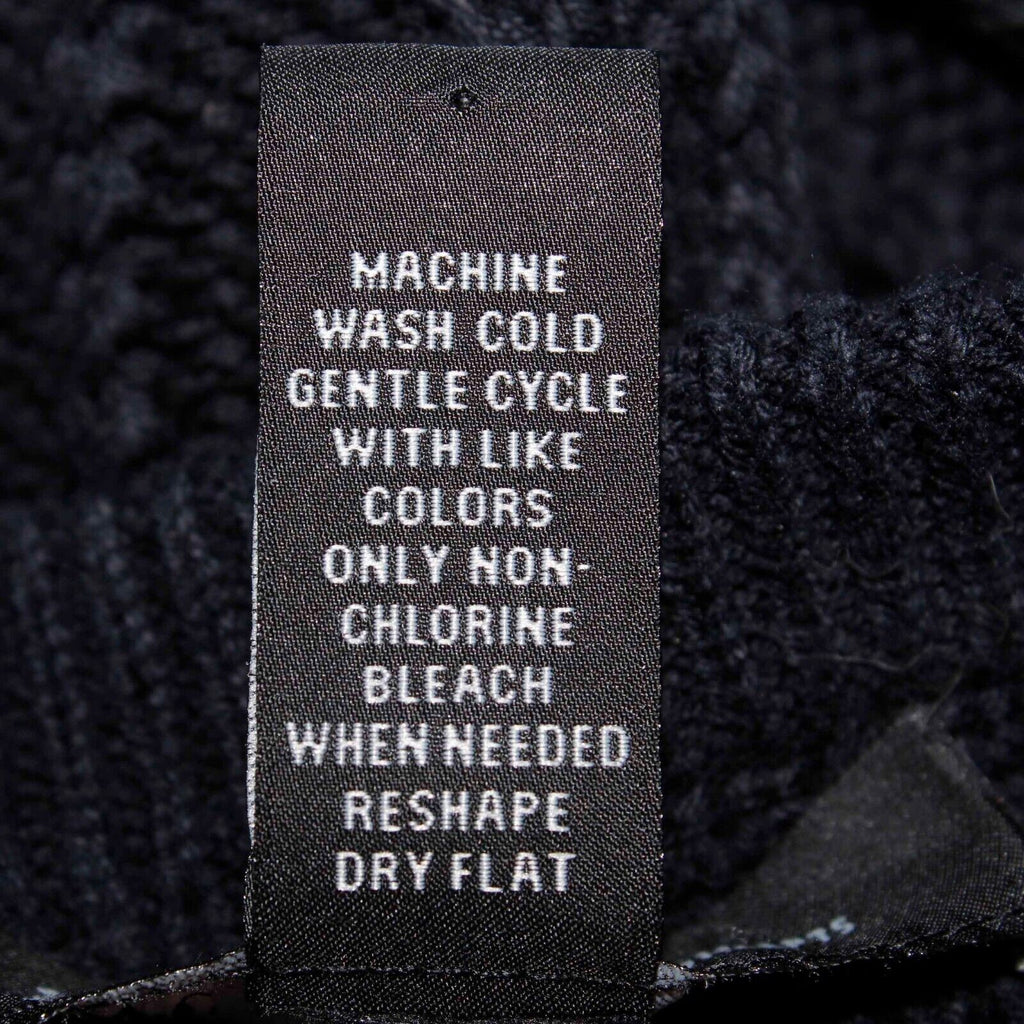 MACHINE
WASH COLD
GENTLE CYCLE
WITH LIKE
COLORS
ONLY NON-
CHLORINE
BLEACH
WHEN NEEDED
RESHAPE
DRY FLAT